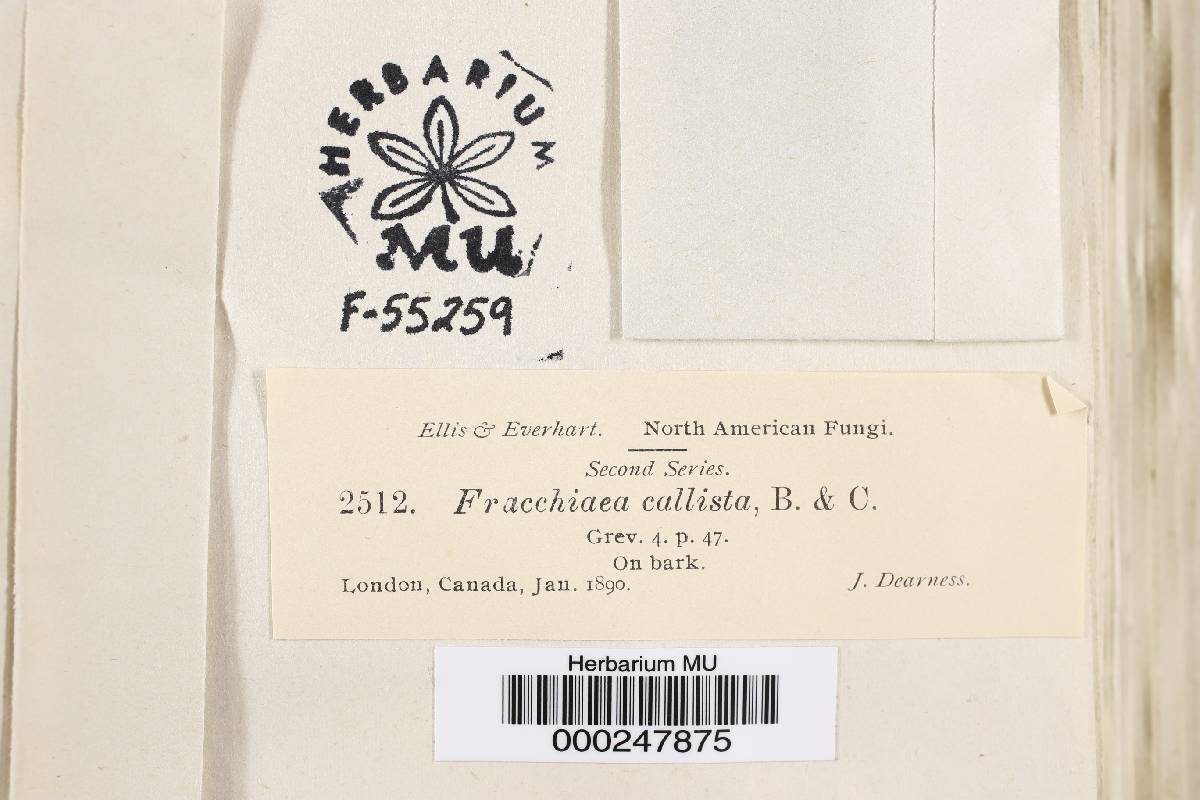 HERBARIUM
MU
F-55259
Ellis & Everhart. North American Fungi.
Second Series.
2512. Fracchiaea callista, B. & C.
Grev. 4. p. 47.
On bark.
London, Canada, Jan. 1890. J. Dearness.
Herbarium MU
000247875